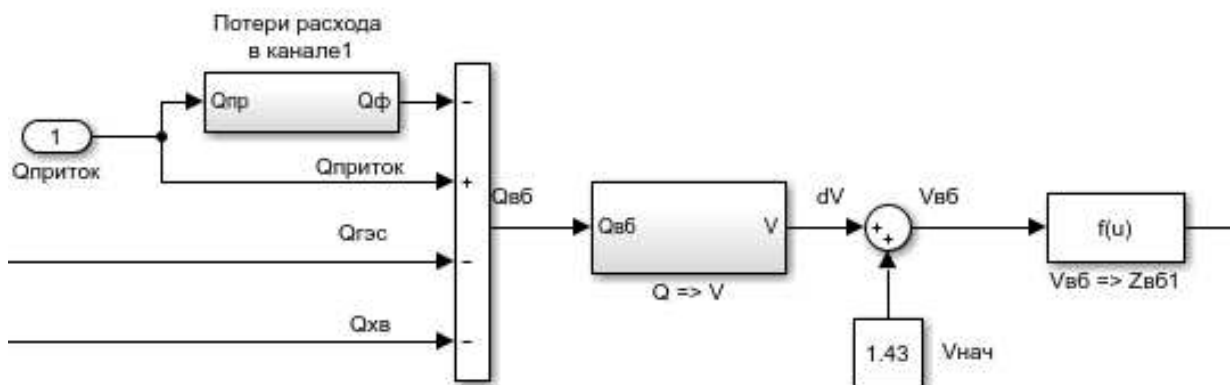 Потери расхода
в канале1
Qпр
Qф
−
1
Qприток
Qприток
+
Qвб
Qгэс
−
Qхв
−
Qвб
V
Q => V
dV
+
+
Vвб
f(u)
Vвб => Zвб1
1.43
Vнач